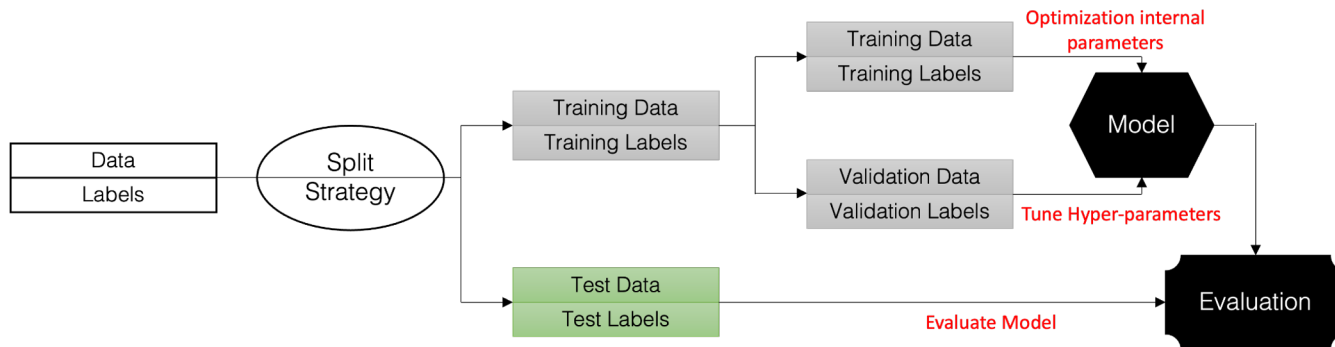 Data
Labels
Split
Strategy
Training Data
Training Labels
Test Data
Test Labels
Training Data
Training Labels
Validation Data
Validation Labels
Optimization internal
parameters
Model
Tune Hyper-parameters
Evaluate Model
Evaluation